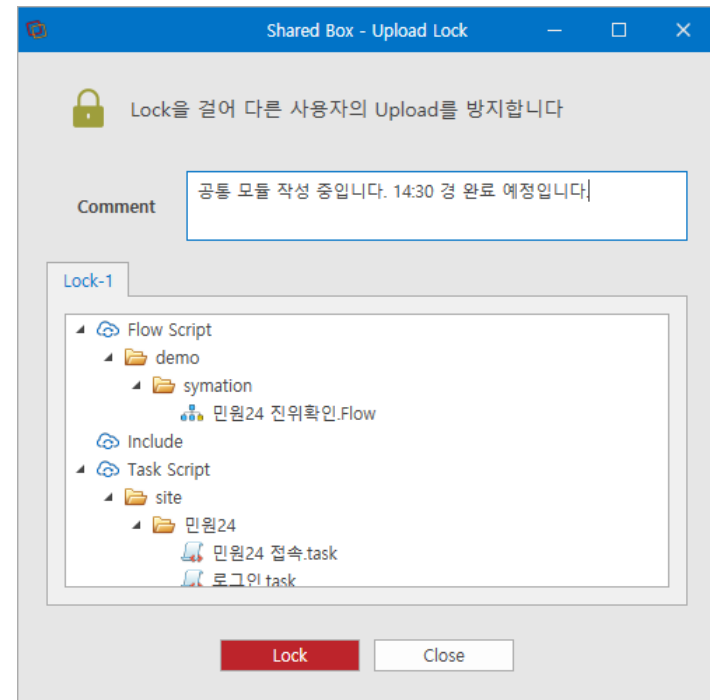 Shared Box - Upload Lock
Lock을 걸어 다른 사용자의 Upload를 방지합니다
Comment
공통 모듈 작성 중입니다. 14:30 경 완료 예정입니다.
Lock-1
Flow Script
demo
symation
민원24 진위확인.Flow
Include
Task Script
site
민원24
민원24 접속.task
로그인.task
Lock
Close